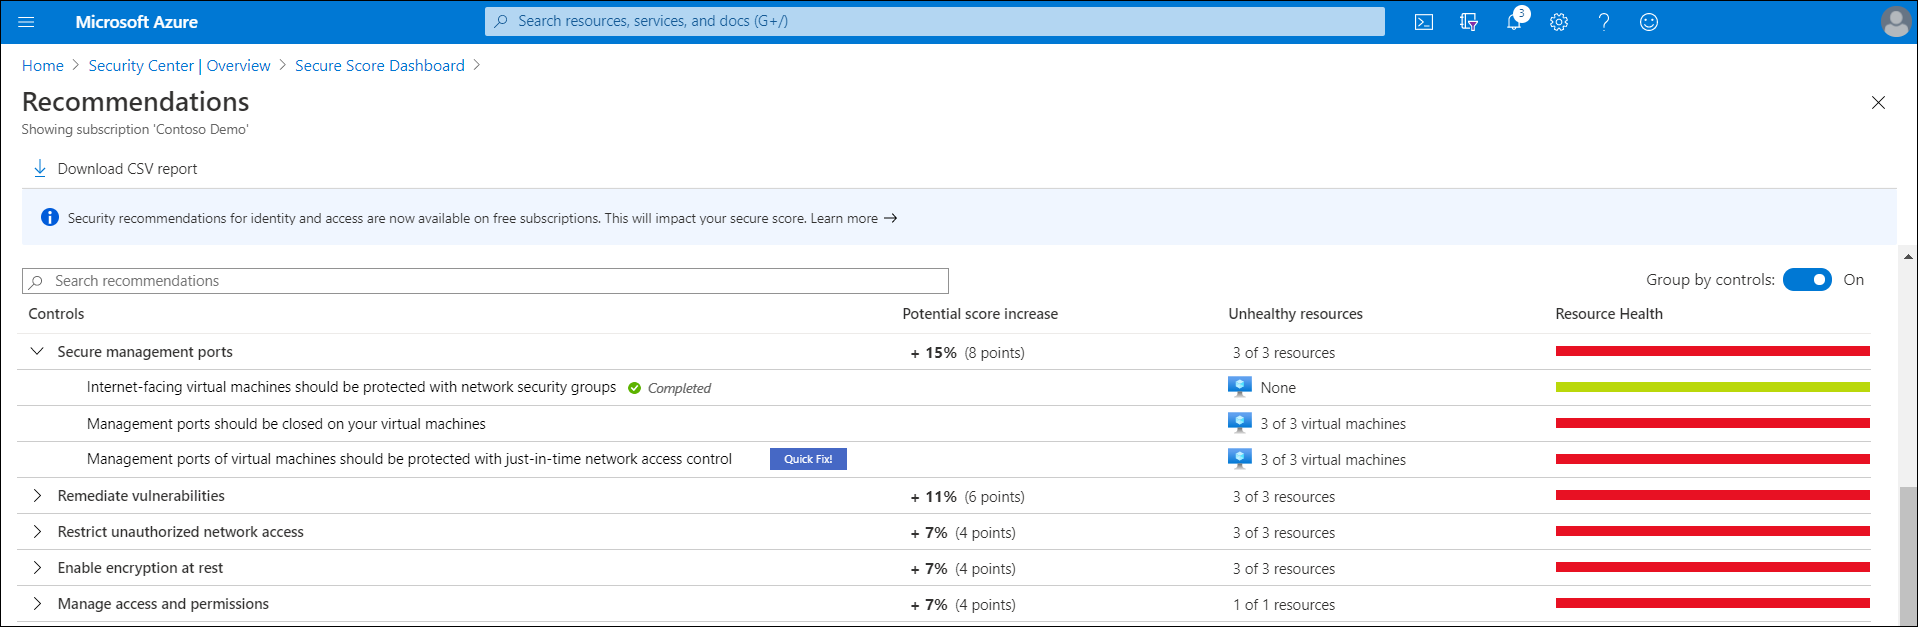 Microsoft Azure
Search resources, services, and docs (G+/)
3
Home > Security Center | Overview > Secure Score Dashboard >
Recommendations
Showing subscription 'Contoso Demo'
Download CSV report
Security recommendations for identity and access are now available on free subscriptions. This will impact your secure score. Learn more →
Search recommendations
Group by controls: On
Controls Potential score increase Unhealthy resources Resource Health
Secure management ports + 15% (8 points) 3 of 3 resources
Internet-facing virtual machines should be protected with network security groups Completed None
Management ports should be closed on your virtual machines 3 of 3 virtual machines
Management ports of virtual machines should be protected with just-in-time network access control Quick Fix! 3 of 3 virtual machines
Remediate vulnerabilities + 11% (6 points) 3 of 3 resources
Restrict unauthorized network access + 7% (4 points) 3 of 3 resources
Enable encryption at rest + 7% (4 points) 3 of 3 resources
Manage access and permissions + 7% (4 points) 1 of 1 resources